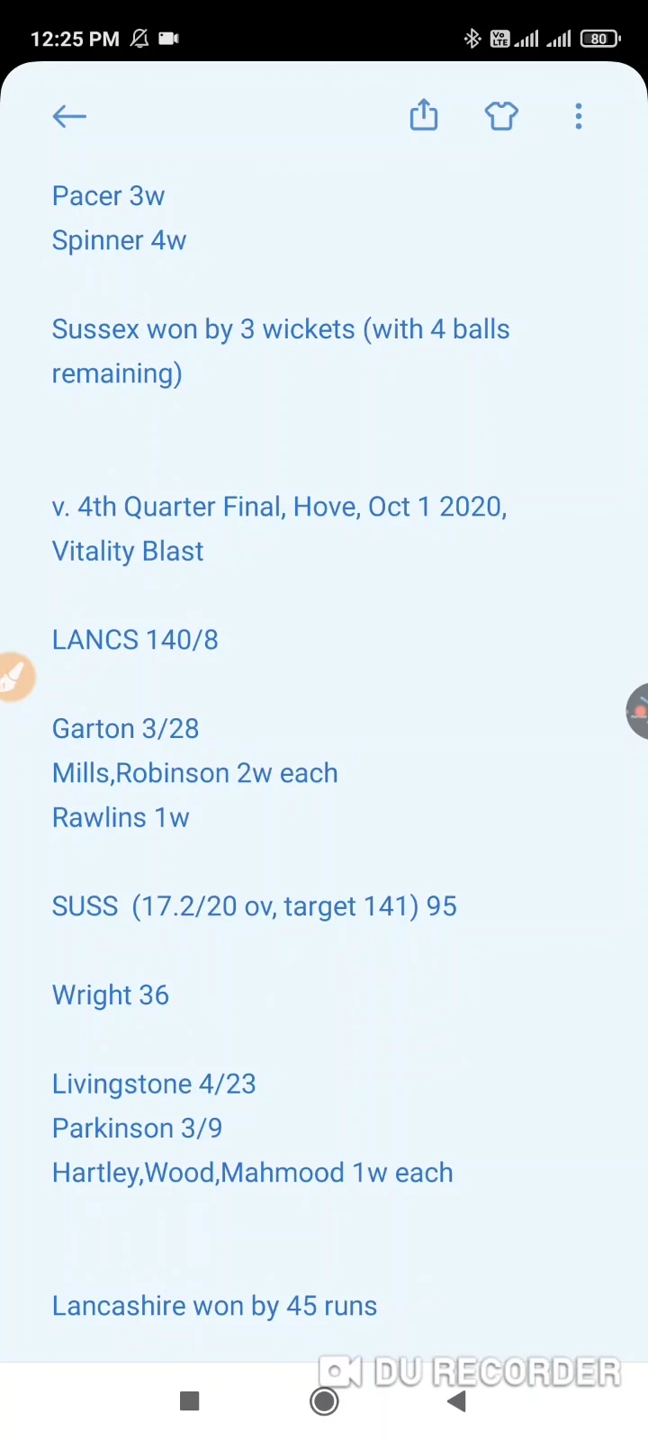 12:25 PM
Vo LTE
80
Pacer 3w
Spinner 4w
Sussex won by 3 wickets (with 4 balls
remaining)
v. 4th Quarter Final, Hove, Oct 1 2020,
Vitality Blast
LANCS 140/8
Garton 3/28
Mills,Robinson 2w each
Rawlins 1w
SUSS (17.2/20 ov, target 141) 95
Wright 36
Livingstone 4/23
Parkinson 3/9
Hartley,Wood,Mahmood 1w each
Lancashire won by 45 runs
DU RECORDER